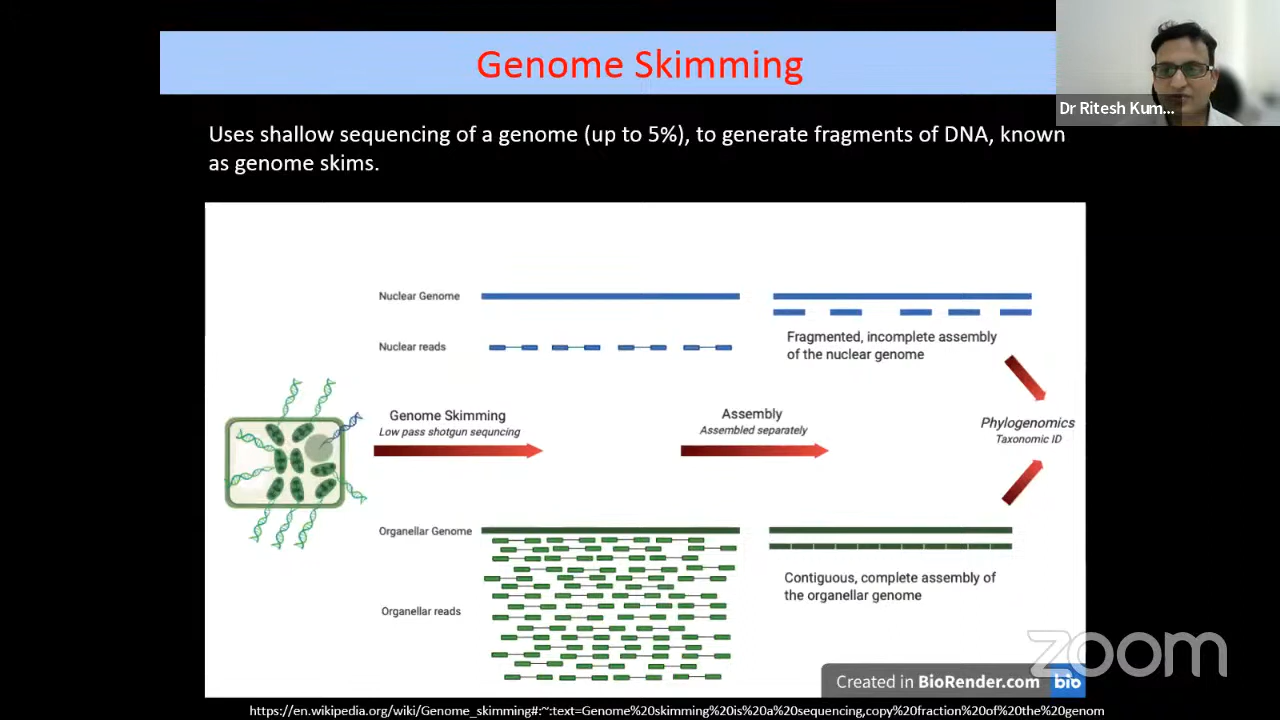 Genome Skimming
Dr Ritesh Kum...
Uses shallow sequencing of a genome (up to 5%), to generate fragments of DNA, known
as genome skims.
Nuclear Genome
Fragmented, incomplete assembly
of the nuclear genome
Nuclear reads
Genome Skimming
Low pass shotgun sequncing
Assembly
Assembled separately
Phylogenomics
Taxonomic ID
Organellar Genome
Contiguous, complete assembly of
the organellar genome
Organellar reads
zoom
Created in BioRender.com bio
https://en.wikipedia.org/wiki/Genome_skimming#:~:text=Genome%20skimming%20is%20a%20sequencing,copy%20fraction%20of%20the%20genom